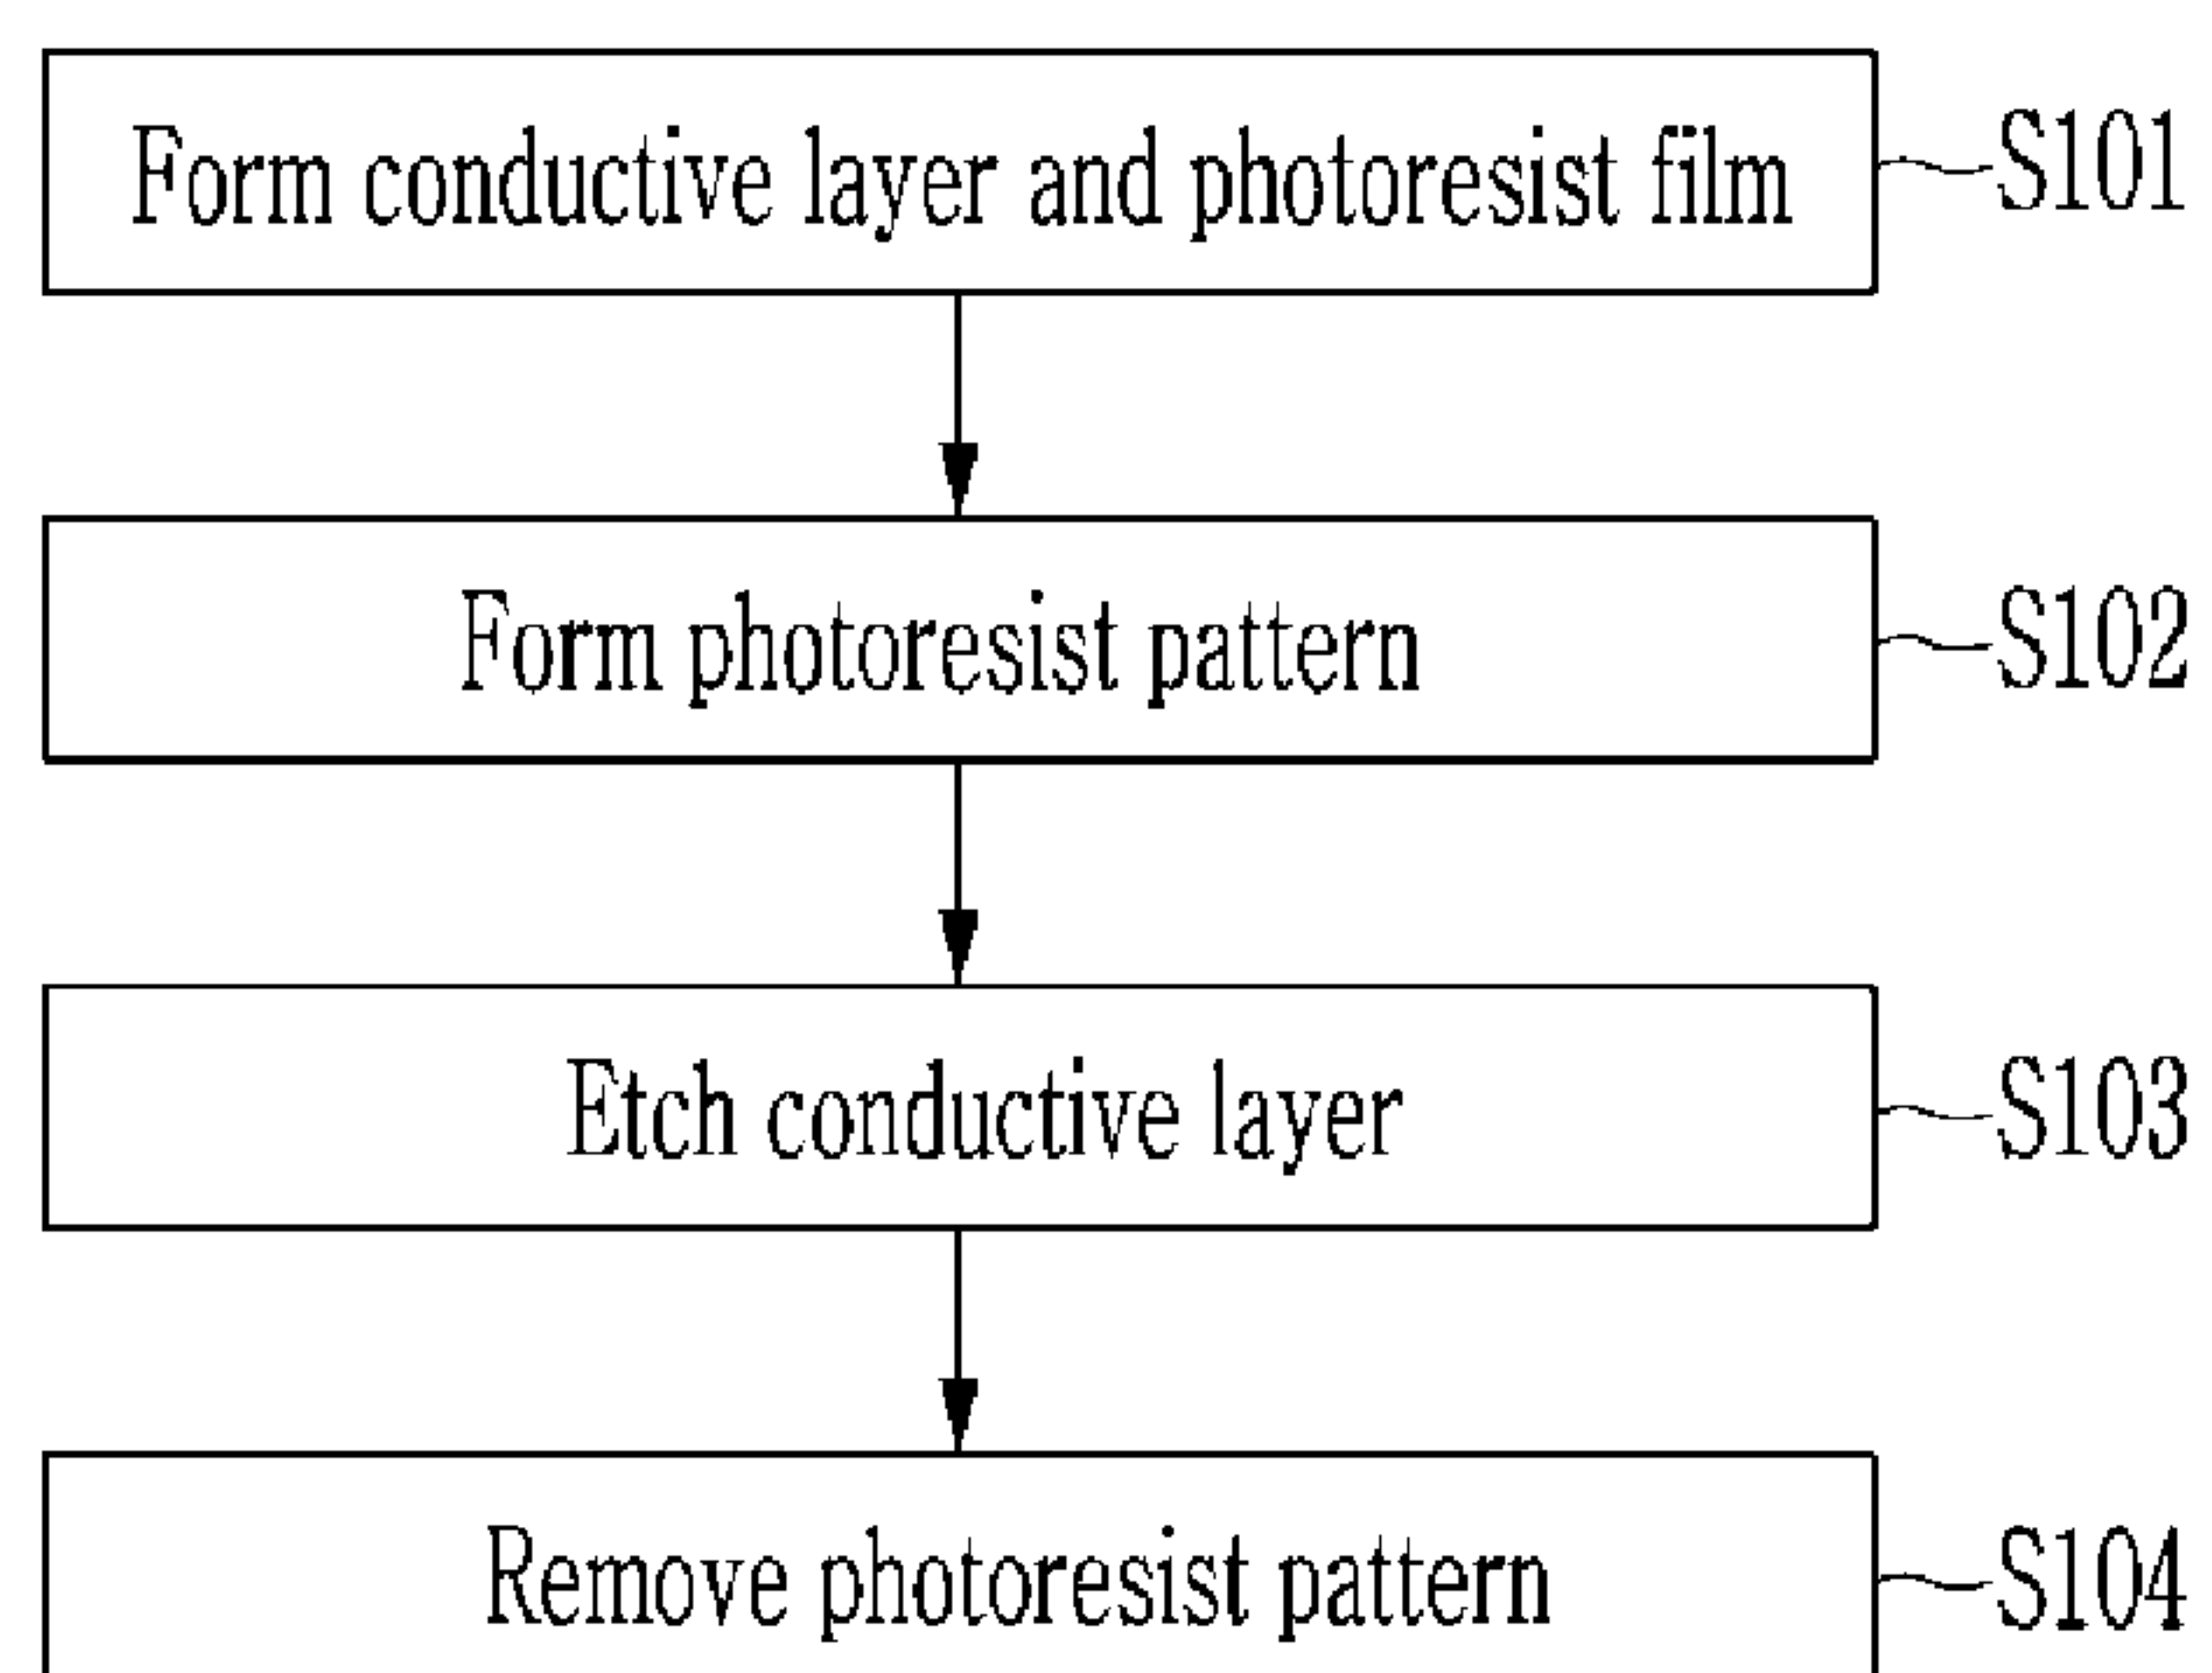 Form conductive layer and photoresist film S101
Form photoresist pattern S102
Etch conductive layer S103
Remove photoresist pattern S104